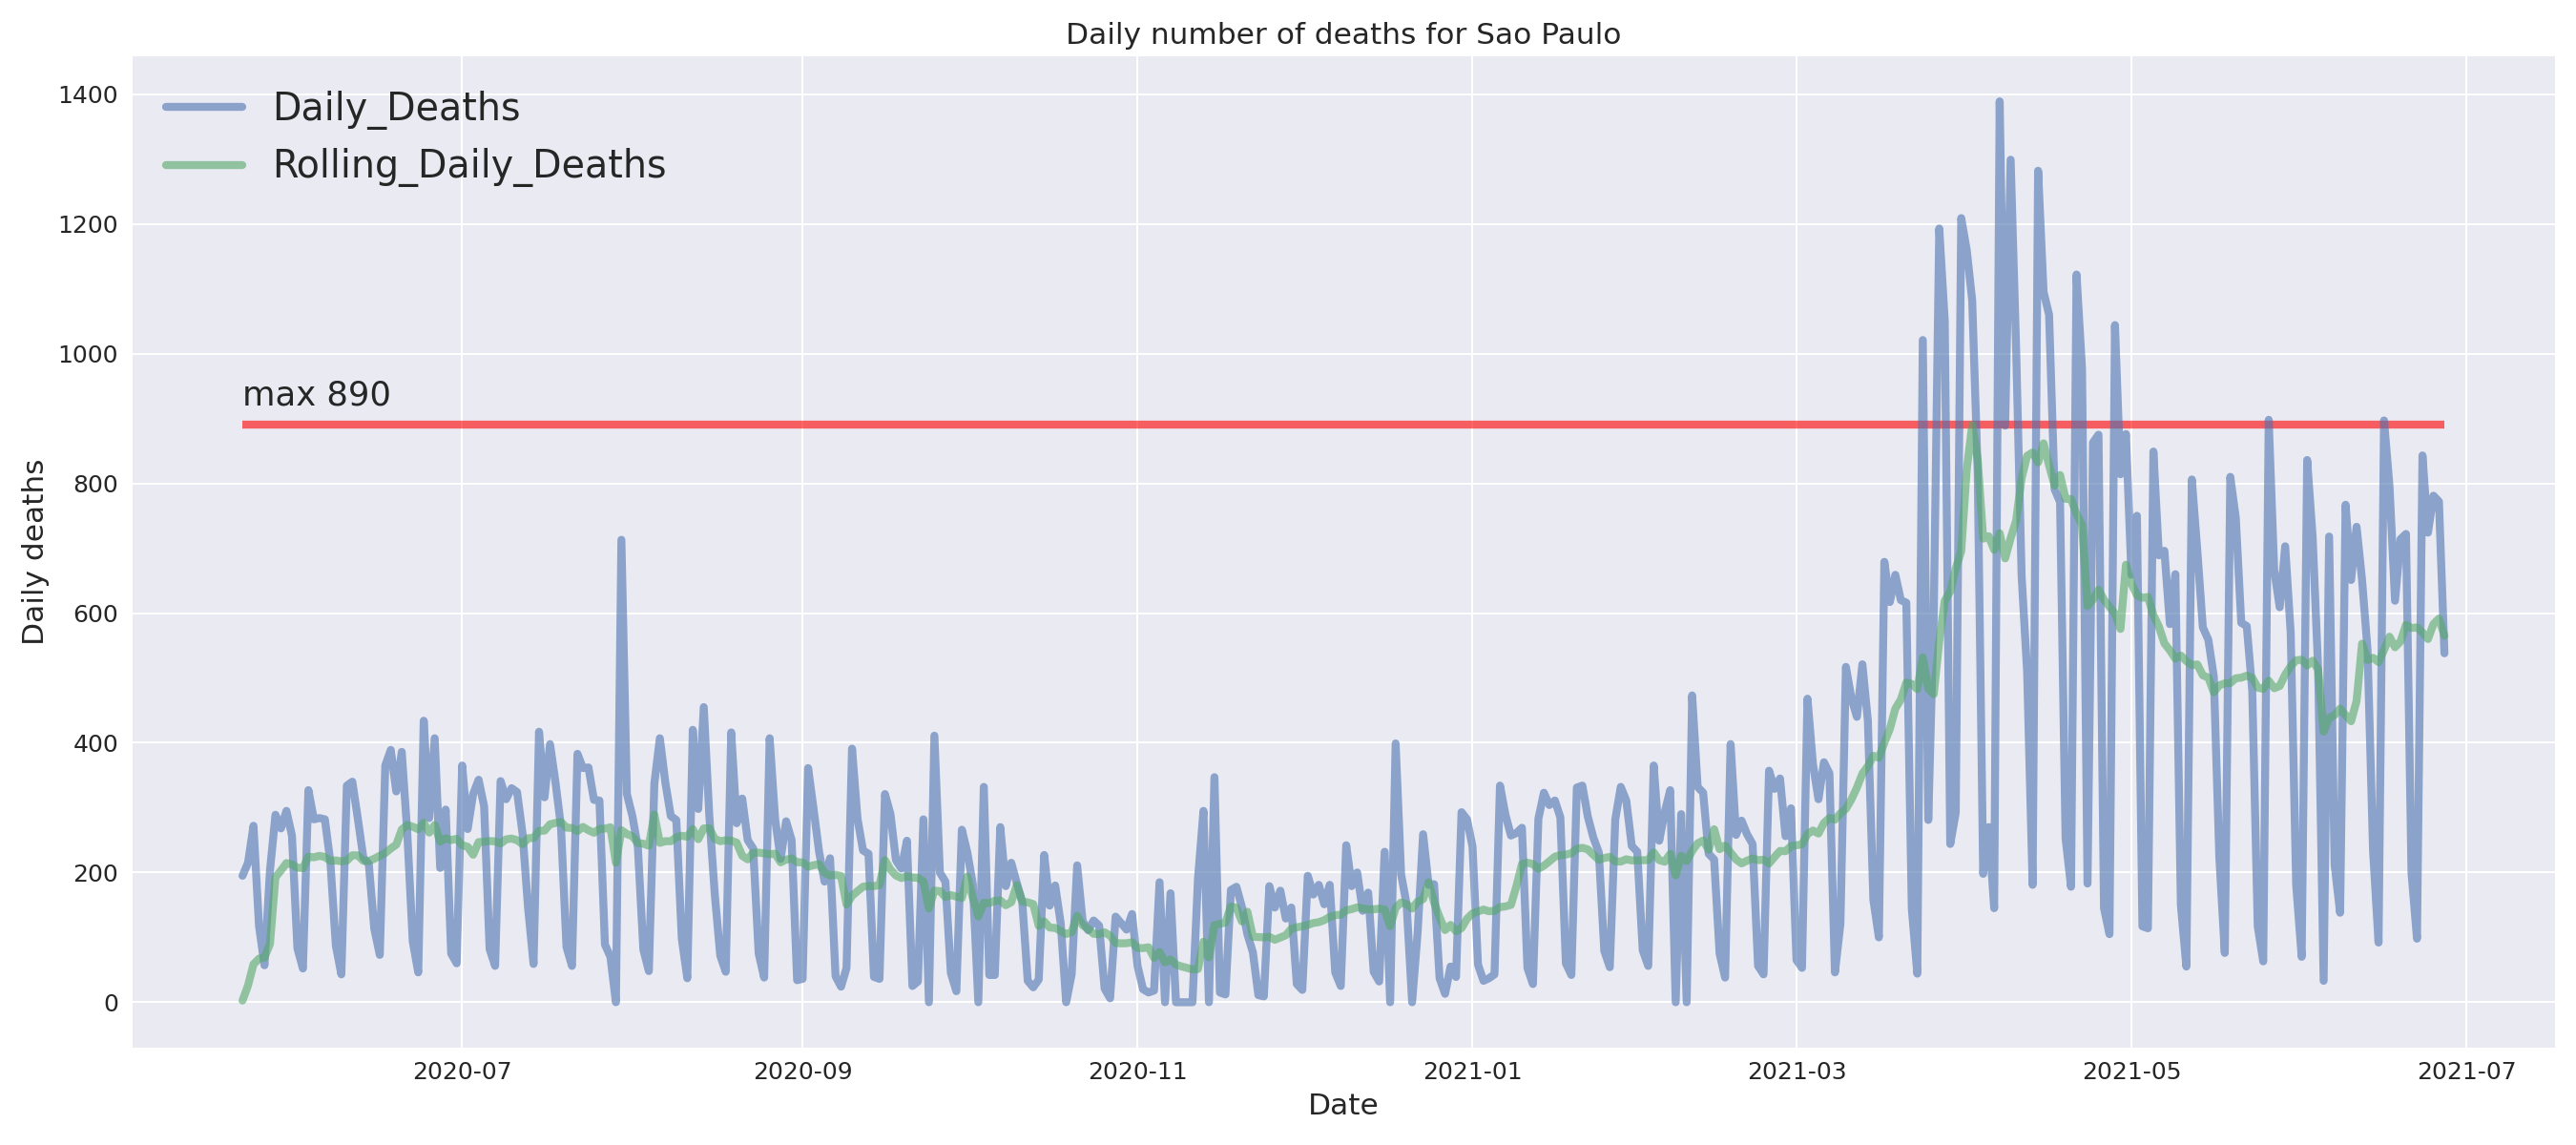 Daily number of deaths for Sao Paulo
1400
1200
1000
800
600
400
200
0
Daily deaths
Daily_Deaths
Rolling_Daily_Deaths
max 890
2020-07
2020-09
2020-11
2021-01
2021-03
2021-05
2021-07
Date